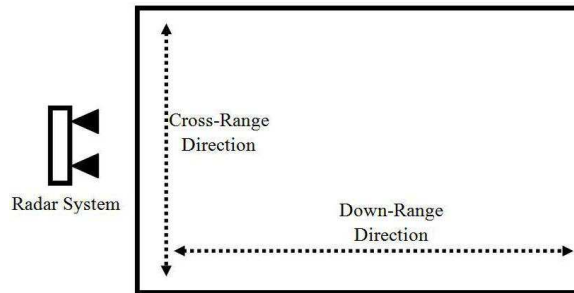 Cross-Range
Direction
Radar System
Down-Range
Direction